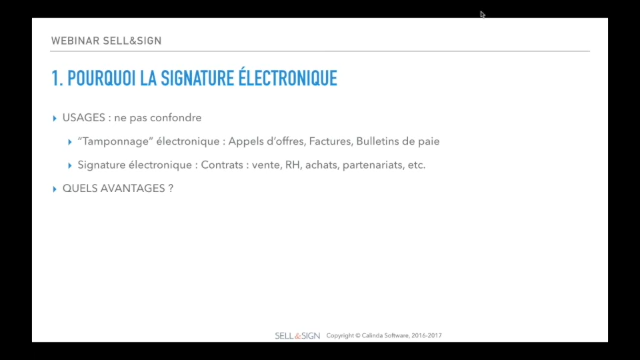 WEBINAR SELL&SIGN
1. POURQUOI LA SIGNATURE ÉLECTRONIQUE
USAGES : ne pas confondre
“Tamponnage” électronique : Appels d’offres, Factures, Bulletins de paie
Signature électronique : Contrats : vente, RH, achats, partenariats, etc.
QUELS AVANTAGES ?
SELL&SIGN Copyright © Calinda Software, 2016-2017